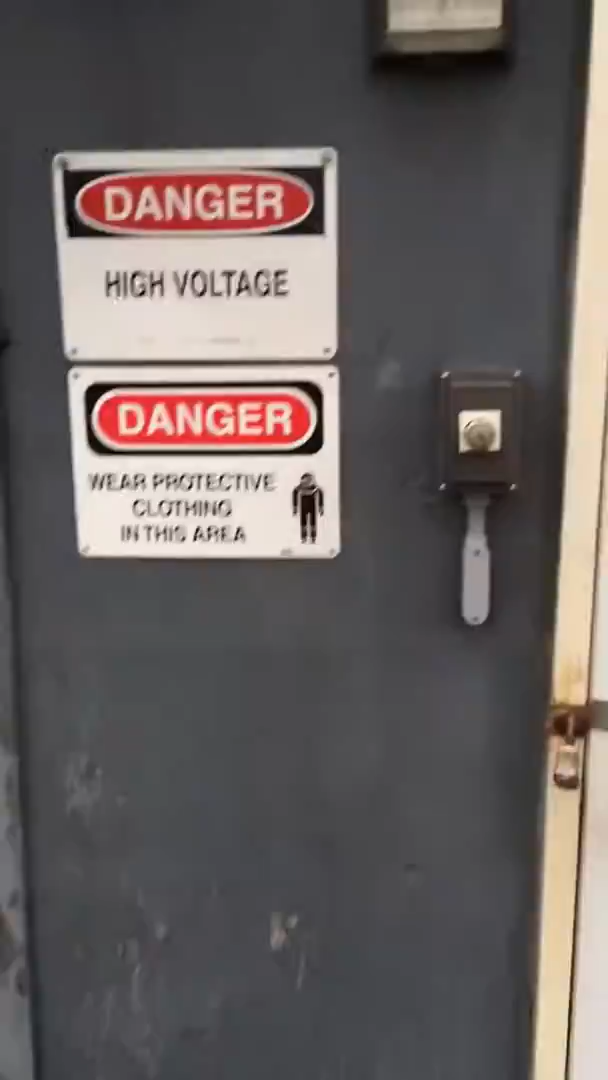 DANGER
HIGH VOLTAGE
DANGER
WEAR PROTECTIVE
CLOTHING
IN THIS AREA